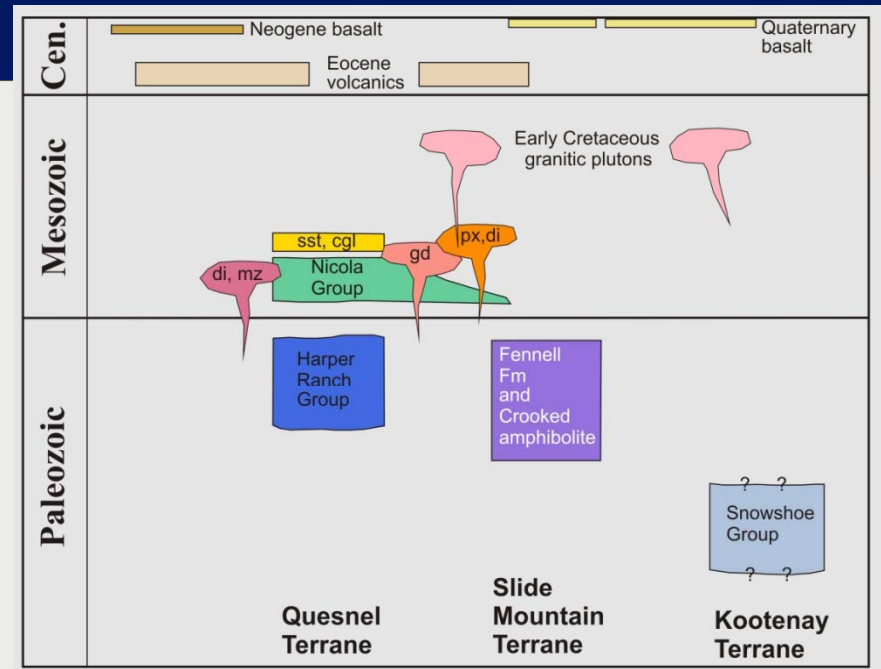 Cen.
Neogene basalt
Quaternary
basalt
Eocene
volcanics
Mesozoic
Early Cretaceous
granitic plutons
sst, cgl
px,di
gd
di, mz
Nicola
Group
Paleozoic
Harper
Ranch
Group
Fennell
Fm
and
Crooked
amphibolite
? ?
Snowshoe
Group
? ?
Quesnel
Terrane
Slide
Mountain
Terrane
Kootenay
Terrane